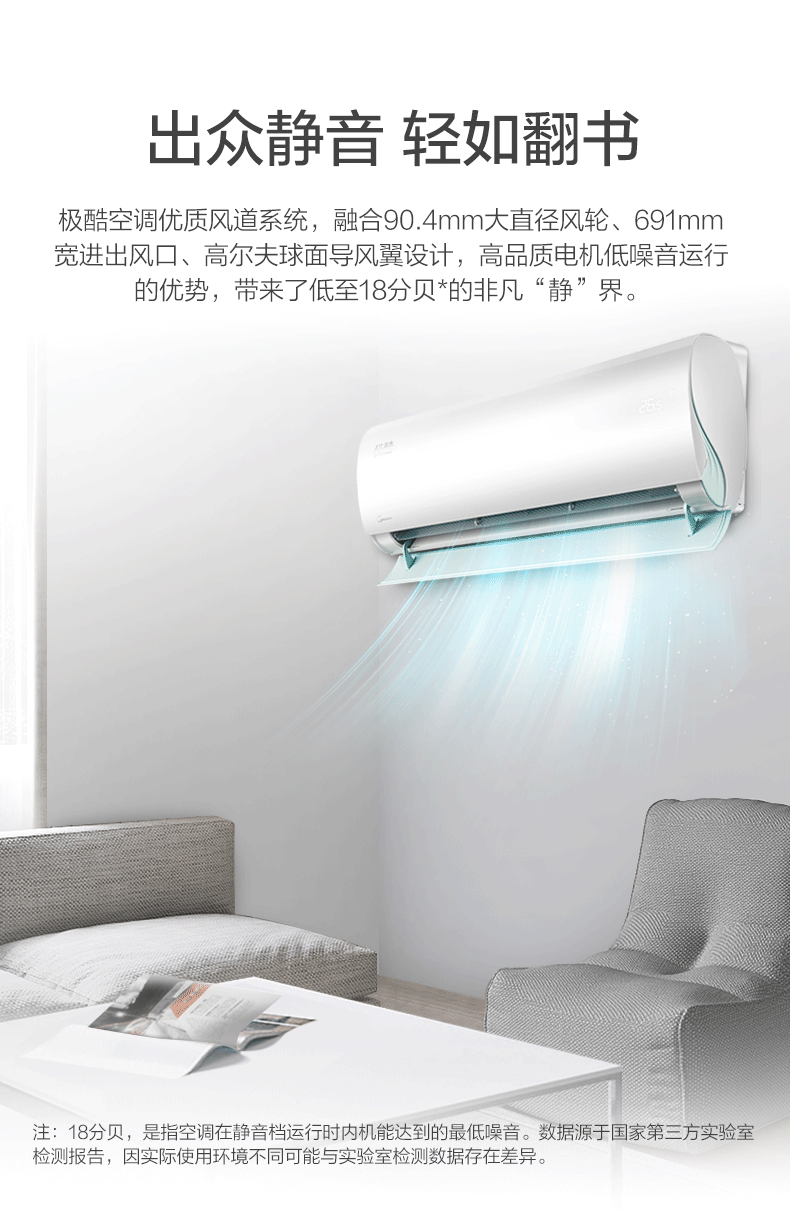 出众静音 轻如翻书
极酷空调优质风道系统，融合90.4mm大直径风轮、691mm
宽进出风口、高尔夫球面导风翼设计，高品质电机低噪音运行
的优势，带来了低至18分贝*的非凡“静”界。
注：18分贝，是指空调在静音档运行时内机能达到的最低噪音。数据源于国家第三方实验室
检测报告，因实际使用环境不同可能与实验室检测数据存在差异。